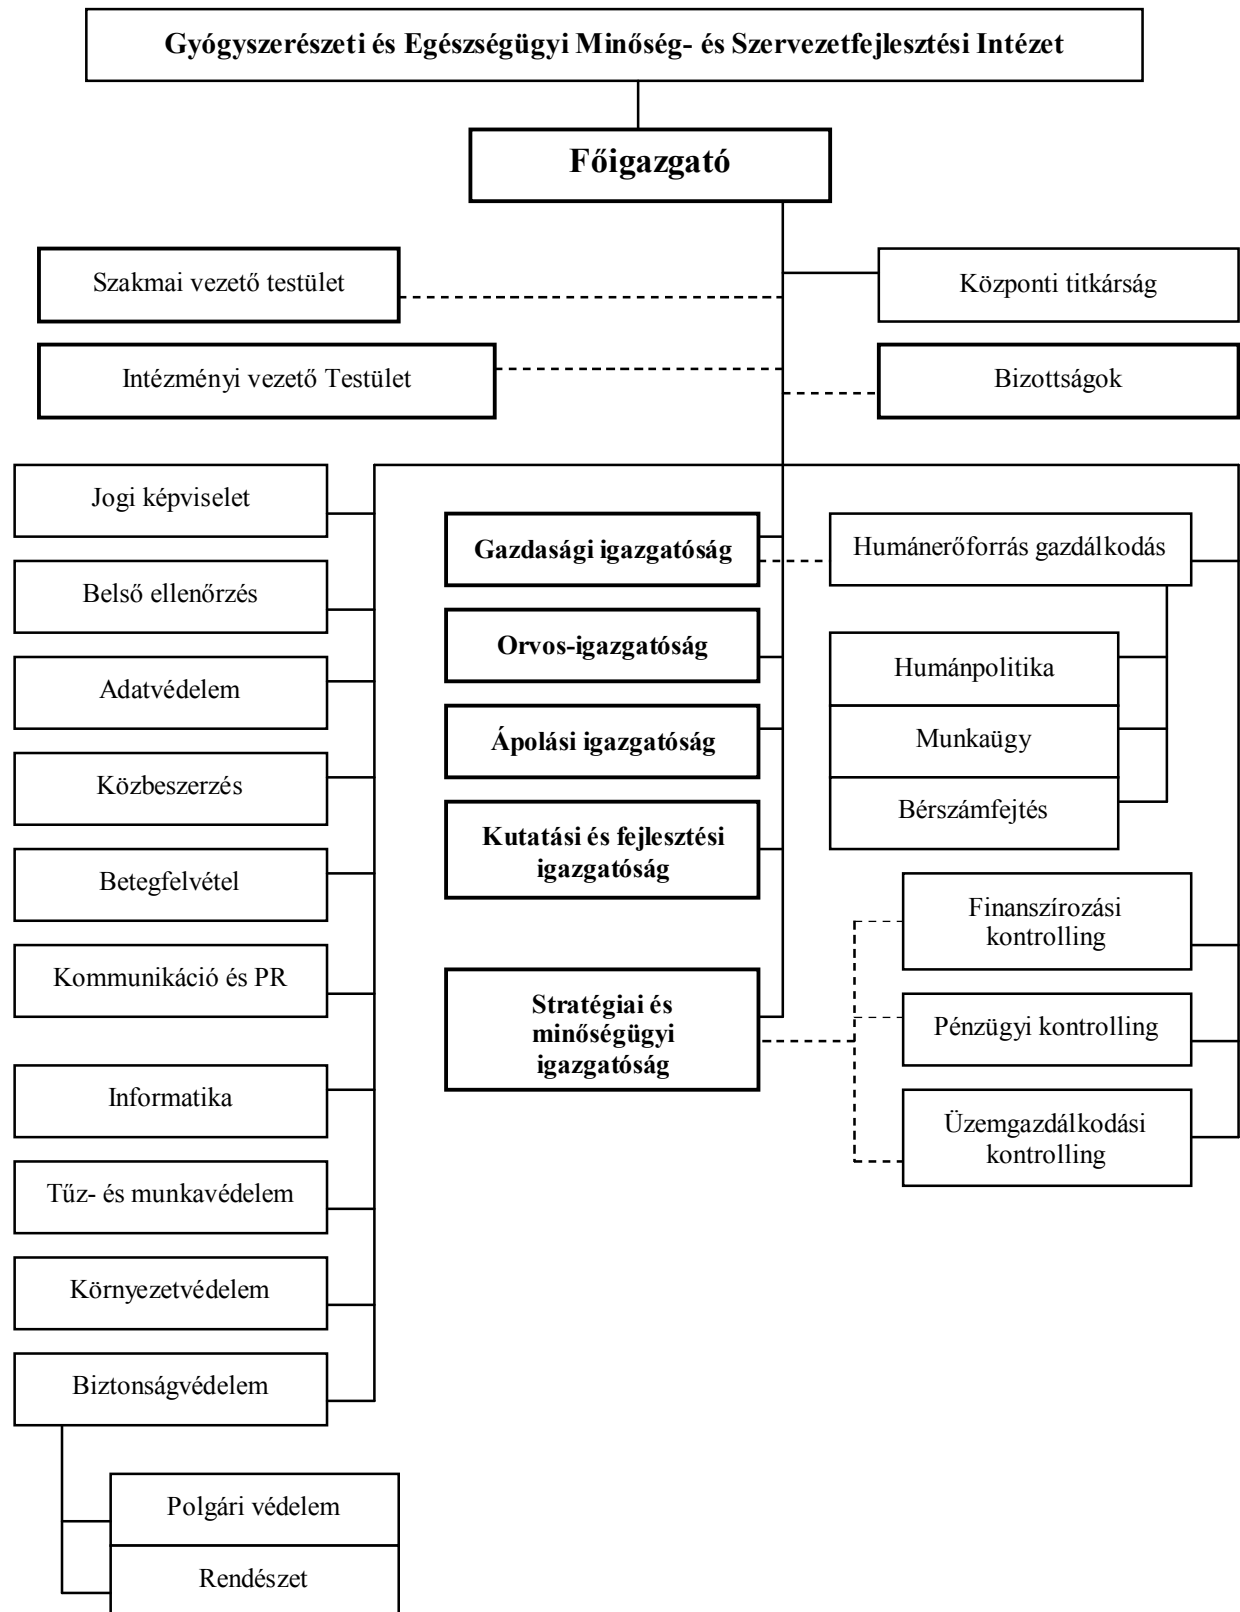 Gyógyszerészeti és Egészségügyi Minőség- és Szervezetfejlesztési Intézet
Főigazgató
Szakmai vezető testület
Központi titkárság
Intézményi vezető Testület
Bizottságok
Jogi képviselet
Belső ellenőrzés
Adatvédelem
Közbeszerzés
Betegfelvétel
Kommunikáció és PR
Informatika
Tűz- és munkavédelem
Környezetvédelem
Biztonságvédelem
Polgári védelem
Rendészet
Gazdasági igazgatóság
Orvos-igazgatóság
Ápolási igazgatóság
Kutatási és fejlesztési
igazgatóság
Stratégiai és
minőségügyi
igazgatóság
Humánerőforrás gazdálkodás
Humánpolitika
Munkaügy
Bérszámfejtés
Finanszírozási
kontrolling
Pénzügyi kontrolling
Üzemgazdálkodási
kontrolling